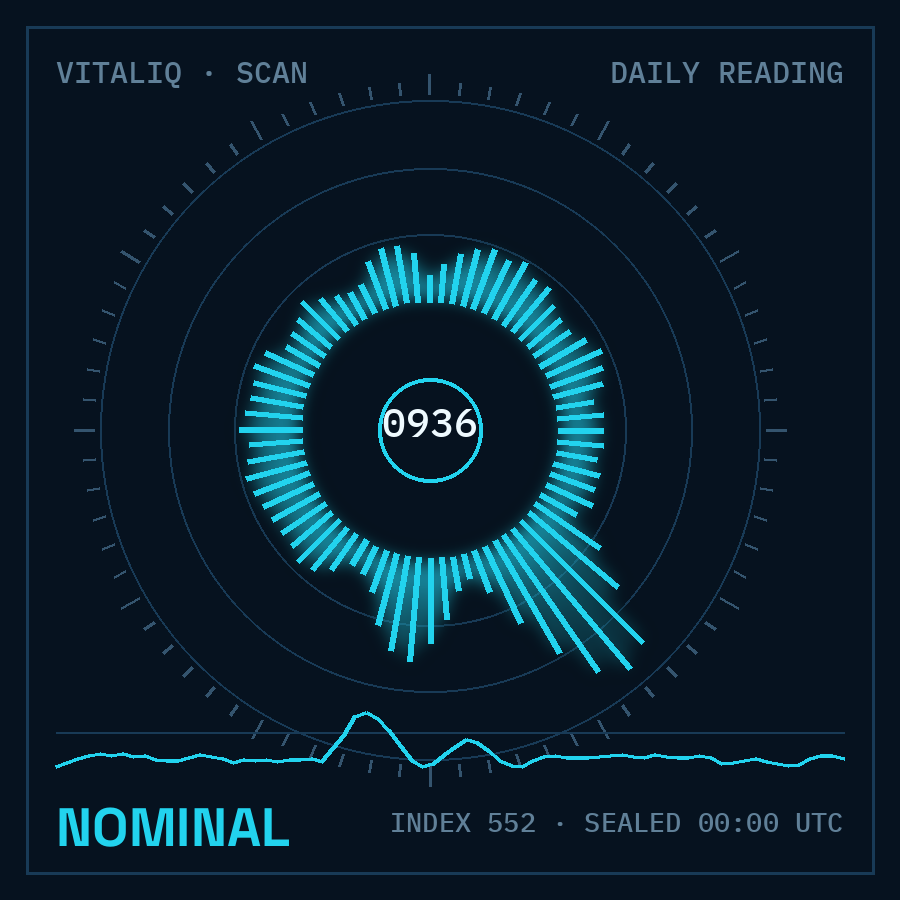 VITALIQ · SCAN
DAILY READING
0936
NOMINAL
INDEX 552 · SEALED 00:00 UTC